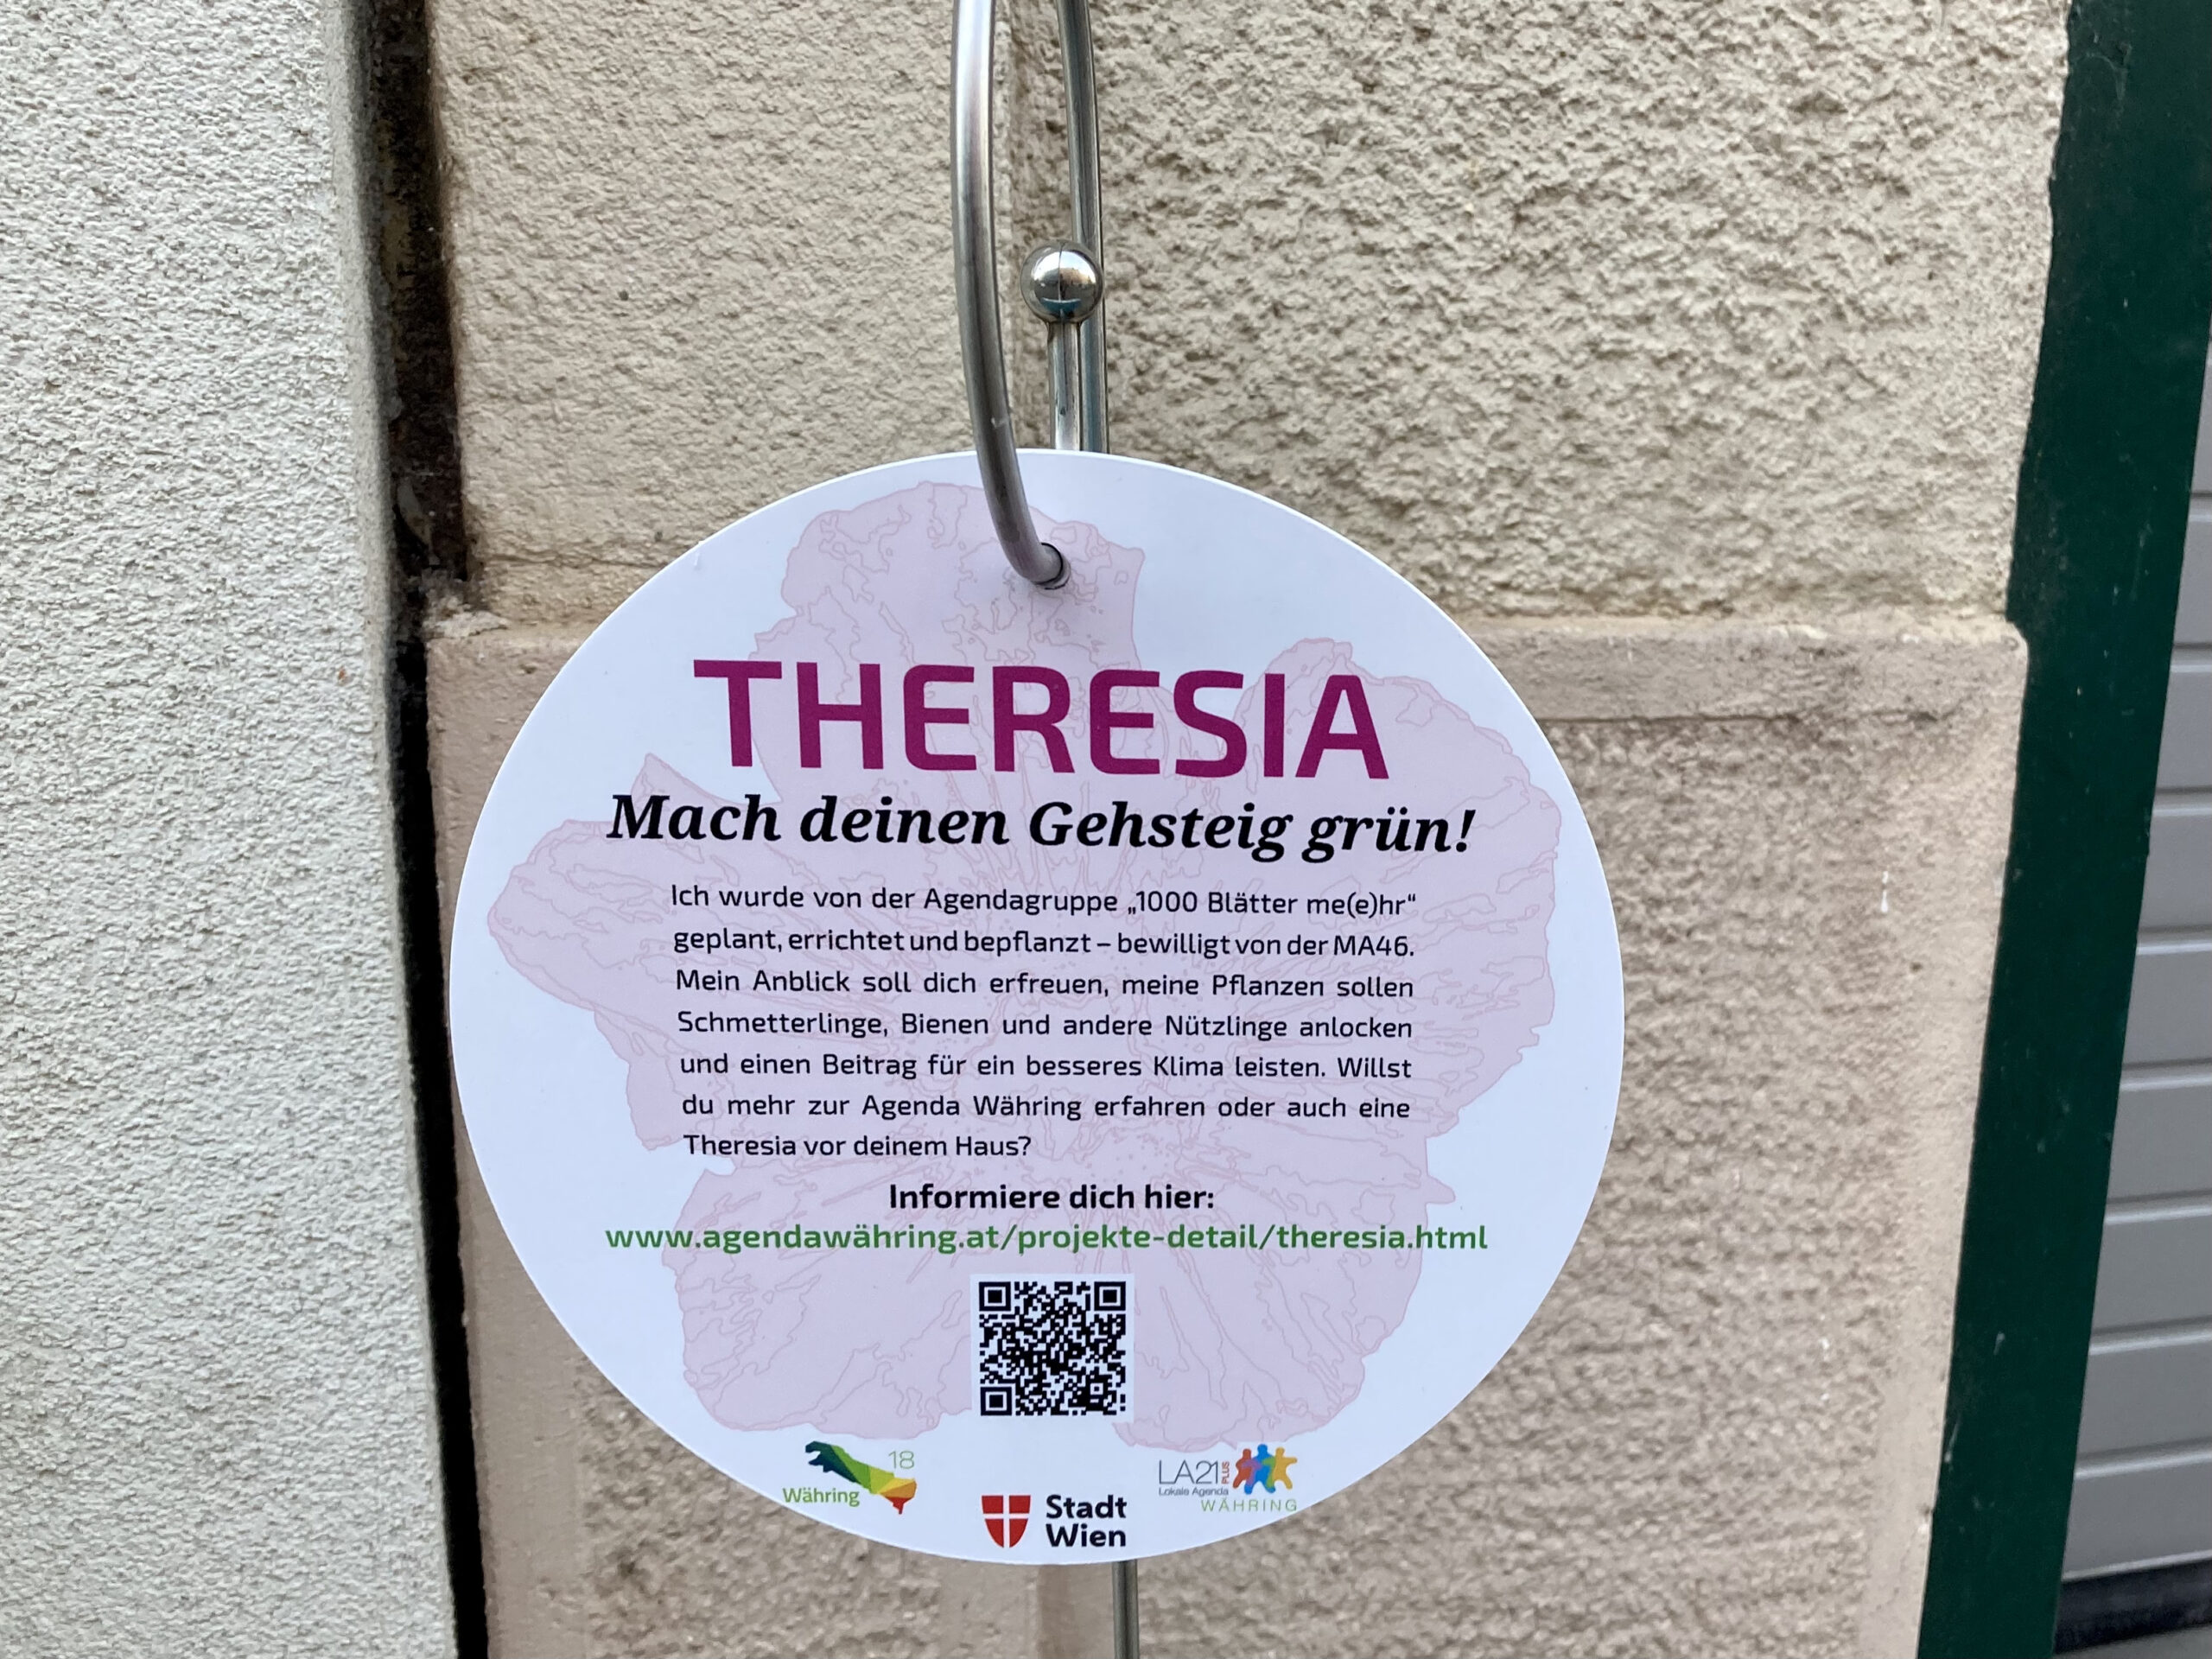 THERESIA
Mach deinen Gehsteig grün!
Ich wurde von der Agendagruppe „1000 Blätter me(e)hr“
geplant, errichtet und bepflanzt – bewilligt von der MA46.
Mein Anblick soll dich erfreuen, meine Pflanzen sollen
Schmetterlinge, Bienen und andere Nützlinge anlocken
und einen Beitrag für ein besseres Klima leisten. Willst
du mehr zur Agenda Währing erfahren oder auch eine
Theresia vor deinem Haus?
Informiere dich hier:
www.agendawähring.at/projekte-detail/theresia.html
18
Währing
Stadt
Wien
LA21 PLUS
Lokale Agenda
WÄHRING